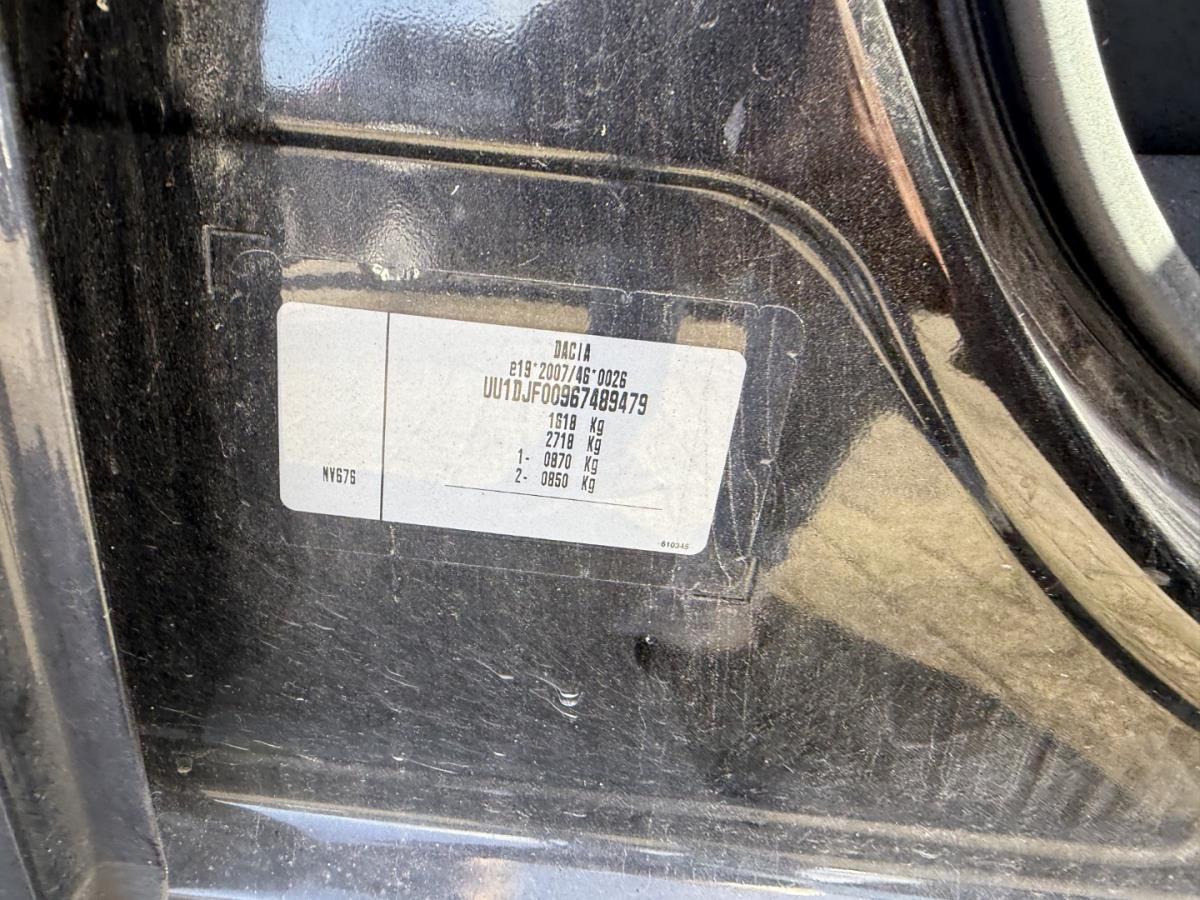 DACIA
e19*2007/46*0026
UU1DJF00967489479
1618 Kg
2718 Kg
1- 0870 Kg
2- 0850 Kg
NV676
610345